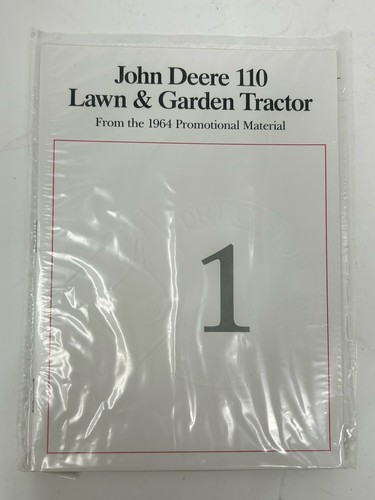 John Deere 110
Lawn & Garden Tractor
From the 1964 Promotional Material
1